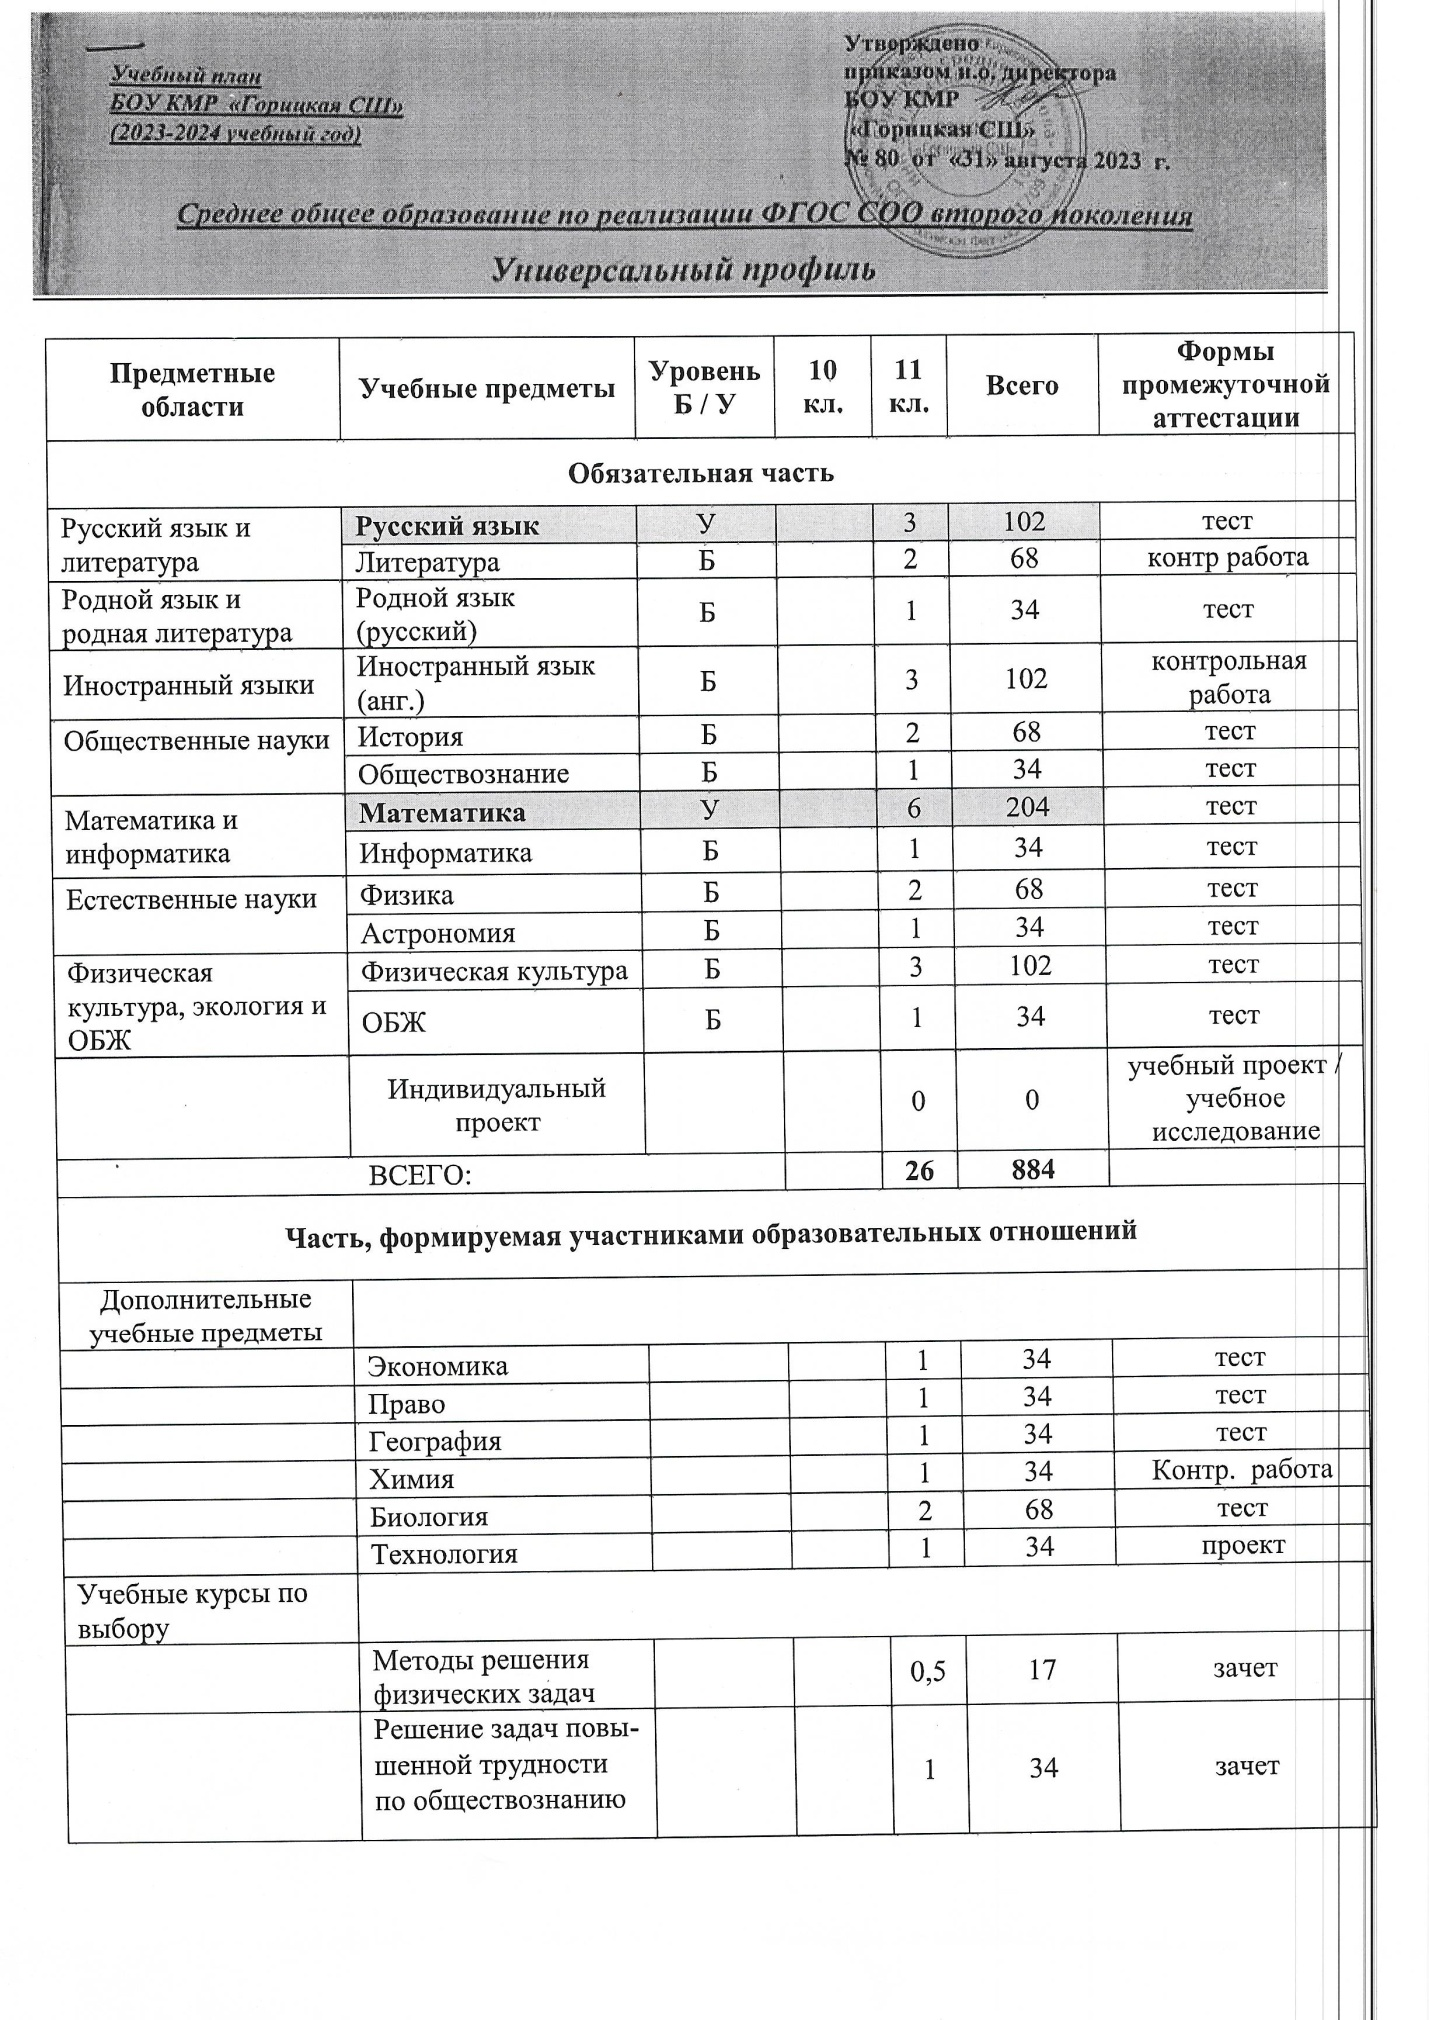 Учебный план
БОУ КМР «Горицкая СШ»
(2023-2024 учебный год)
Утверждено
приказом и.о. директора
БОУ КМР
«Горицкая СШ»
№ 80 от «31» августа 2023 г.
Среднее общее образование по реализации ФГОС СОО второго поколения
Универсальный профиль
Предметные области | Учебные предметы | Уровень Б / У | 10 кл. | 11 кл. | Всего | Формы промежуточной аттестации
Обязательная часть
Русский язык и литература | Русский язык | У | | 3 | 102 | тест
Литература | Б | | 2 | 68 | контр работа
Родной язык и родная литература | Родной язык (русский) | Б | | 1 | 34 | тест
Иностранный языки | Иностранный язык (анг.) | Б | | 3 | 102 | контрольная работа
Общественные науки | История | Б | | 2 | 68 | тест
Обществознание | Б | | 1 | 34 | тест
Математика и информатика | Математика | У | | 6 | 204 | тест
Информатика | Б | | 1 | 34 | тест
Естественные науки | Физика | Б | | 2 | 68 | тест
Астрономия | Б | | 1 | 34 | тест
Физическая культура, экология и ОБЖ | Физическая культура | Б | | 3 | 102 | тест
ОБЖ | Б | | 1 | 34 | тест
Индивидуальный проект | | | 0 | 0 | учебный проект / учебное исследование
ВСЕГО: | | 26 | 884
Часть, формируемая участниками образовательных отношений
Дополнительные учебные предметы
Экономика | | | 1 | 34 | тест
Право | | | 1 | 34 | тест
География | | | 1 | 34 | тест
Химия | | | 1 | 34 | Контр. работа
Биология | | | 2 | 68 | тест
Технология | | | 1 | 34 | проект
Учебные курсы по выбору
Методы решения физических задач | | | 0,5 | 17 | зачет
Решение задач повы-шенной трудности по обществознанию | | | 1 | 34 | зачет